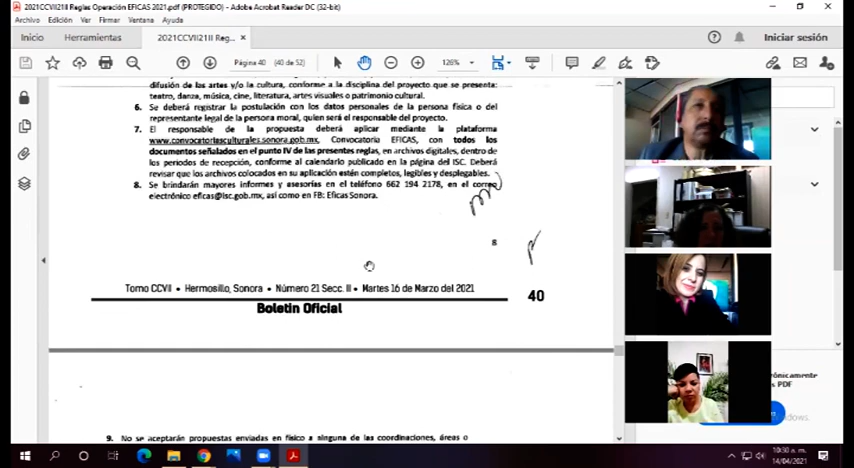 2021CCVII21II Reglas Operación EFICAS 2021.pdf (PROTEGIDO) - Adobe Acrobat Reader DC (32-bit)
Archivo Edición Ver Firmar Ventana Ayuda
Inicio Herramientas 2021CCVII21II Reg... × Iniciar sesión
Página 40 (40 de 52) 126%
difusión de las artes y/o la cultura, conforme a la disciplina del proyecto que se presenta:
teatro, danza, música, cine, literatura, artes visuales o patrimonio cultural.
6. Se deberá registrar la postulación con los datos personales de la persona física o del
representante legal de la persona moral, quien será el responsable del proyecto.
7. El responsable de la propuesta deberá aplicar mediante la plataforma
www.convocatoriasculturales.sonora.gob.mx, Convocatoria EFICAS, con todos los
documentos señalados en el punto IV de las presentes reglas, en archivos digitales, dentro de
los periodos de recepción, conforme al calendario publicado en la página del ISC. Deberá
revisar que los archivos colocados en su aplicación estén completos, legibles y desplegables.
8. Se brindarán mayores informes y asesorías en el teléfono 662 194 2178, en el correo
electrónico eficas@isc.gob.mx, así como en FB: Eficas Sonora.
8
Tomo CCVII • Hermosillo, Sonora • Número 21 Secc. II • Martes 16 de Marzo del 2021
40
Boletín Oficial
9. No se aceptarán propuestas enviadas en físico a ninguna de las coordinaciones, áreas o
PDF
10:30 a. m.
14/04/2021